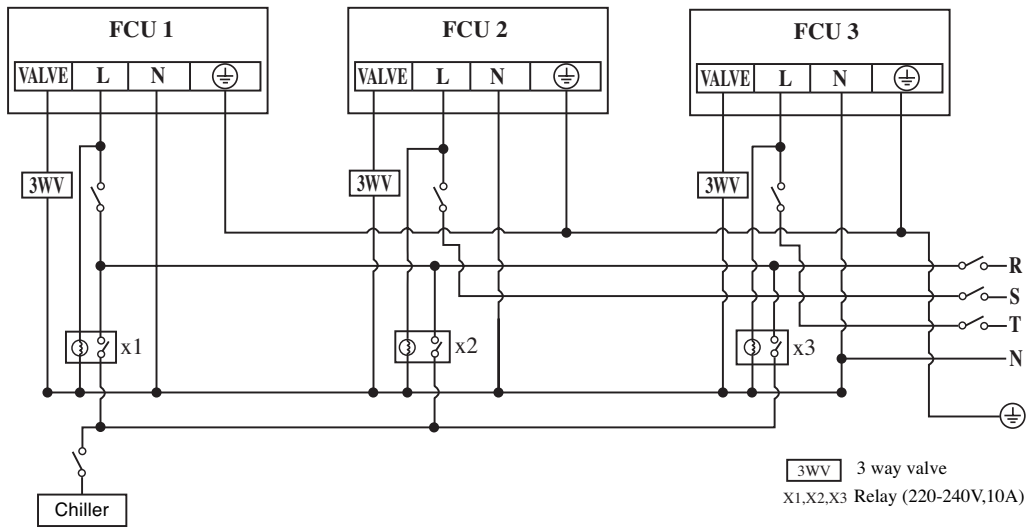 FCU 1
FCU 2
FCU 3
VALVE L N
VALVE L N
VALVE L N
3WV
3WV
3WV
R
S
T
N
x1
x2
x3
Chiller
3WV 3 way valve
X1,X2,X3 Relay (220-240V,10A)